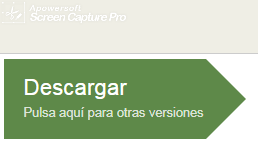 Apowersoft
Screen Capture Pro
Descargar
Pulsa aquí para otras versiones